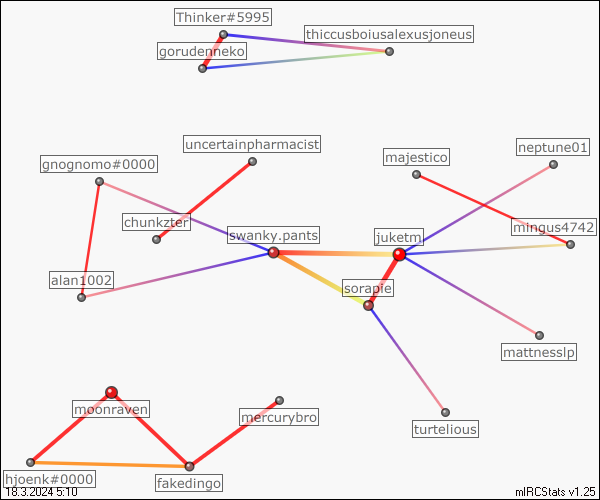 Thinker#5995
thiccusboiusalexusjoneus
gorudenneko
uncertainpharmacist
neptune01
majestico
gnognomo#0000
chunkzter
mingus4742
swanky.pants
juketm
alan1002
sorapie
mattnesslp
moonraven
mercurybro
turtelious
hjoenk#0000
fakedingo
18.3.2024 5:10
mIRCStats v1.25